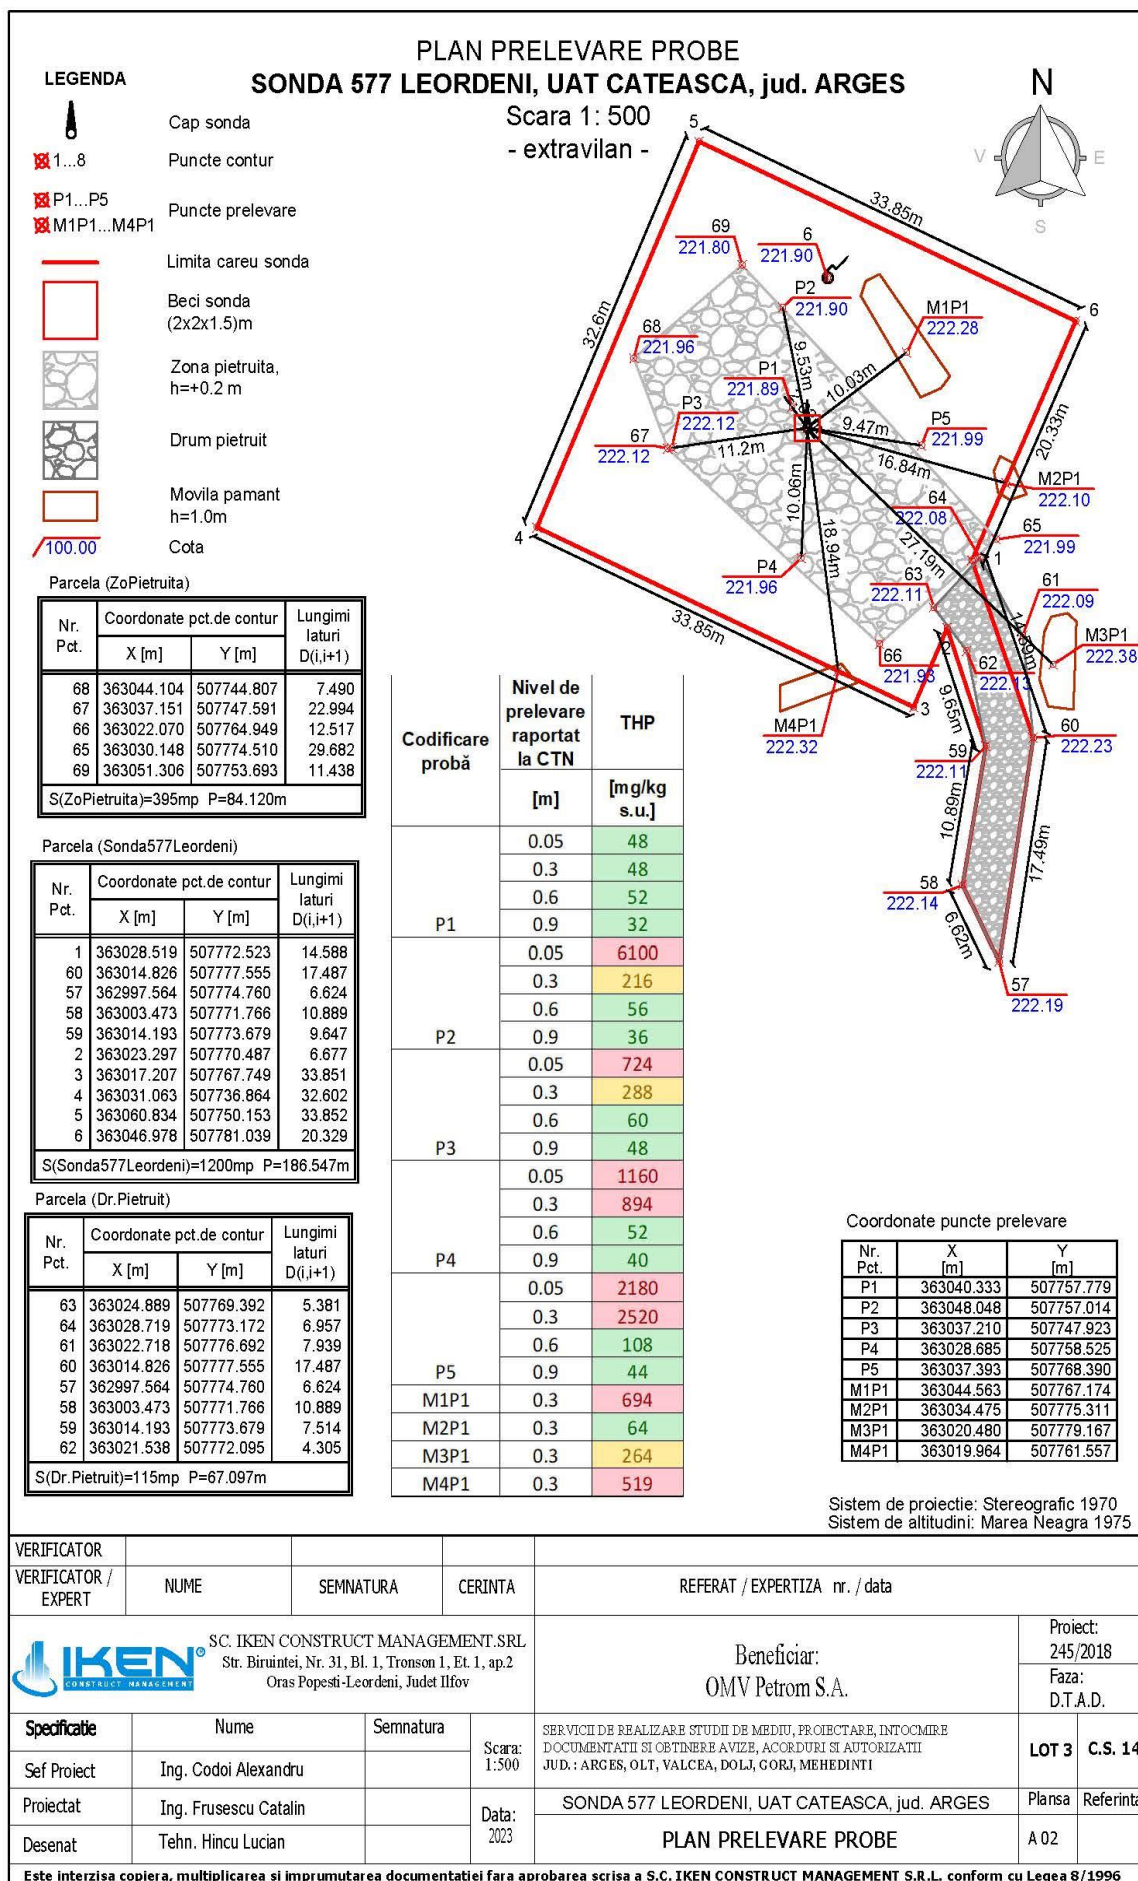 PLAN PRELEVARE PROBE
SONDA 577 LEORDENI, UAT CATEASCA, jud. ARGES
Scara 1: 500
- extravilan -
N
V
E
S
LEGENDA
Cap sonda
1...8 Puncte contur
P1...P5
M1P1...M4P1
Puncte prelevare
Limita careu sonda
Beci sonda
(2x2x1.5)m
Zona pietruita,
h=+0.2 m
Drum pietruit
Movila pamant
h=1.0m
100.00 Cota
5
33.85m
6
32.6m
4
33.85m
3
20.33m
69
221.80
6
221.90
P2
221.90
M1P1
222.28
68
221.96
9.53m
10.03m
P1
221.89
P3
222.12
67
222.12
11.2m
9.47m
P5
221.99
16.84m
M2P1
222.10
10.06m
18.94m
27.19m
64
222.08
65
221.99
1
P4
221.96
63
222.11
61
222.09
14.59m
M3P1
222.38
2
66
221.93
62
222.13
9.65m
M4P1
222.32
59
222.11
60
222.23
10.89m
17.49m
58
222.14
6.62m
57
222.19
Parcela (ZoPietruita)
Nr. Pct. Coordonate pct.de contur Lungimi laturi D(i,i+1)
X [m] Y [m]
68 363044.104 507744.807 7.490
67 363037.151 507747.591 22.994
66 363022.070 507764.949 12.517
65 363030.148 507774.510 29.682
69 363051.306 507753.693 11.438
S(ZoPietruita)=395mp P=84.120m
Parcela (Sonda577Leordeni)
Nr. Pct. Coordonate pct.de contur Lungimi laturi D(i,i+1)
X [m] Y [m]
1 363028.519 507772.523 14.588
60 363014.826 507777.555 17.487
57 362997.564 507774.760 6.624
58 363003.473 507771.766 10.889
59 363014.193 507773.679 9.647
2 363023.297 507770.487 6.677
3 363017.207 507767.749 33.851
4 363031.063 507736.864 32.602
5 363060.834 507750.153 33.852
6 363046.978 507781.039 20.329
S(Sonda577Leordeni)=1200mp P=186.547m
Parcela (Dr.Pietruit)
Nr. Pct. Coordonate pct.de contur Lungimi laturi D(i,i+1)
X [m] Y [m]
63 363024.889 507769.392 5.381
64 363028.719 507773.172 6.957
61 363022.718 507776.692 7.939
60 363014.826 507777.555 17.487
57 362997.564 507774.760 6.624
58 363003.473 507771.766 10.889
59 363014.193 507773.679 7.514
62 363021.538 507772.095 4.305
S(Dr.Pietruit)=115mp P=67.097m
Codificare probă
Nivel de prelevare raportat la CTN
THP
[m] [mg/kg s.u.]
0.05 48
0.3 48
0.6 52
P1 0.9 32
0.05 6100
0.3 216
0.6 56
P2 0.9 36
0.05 724
0.3 288
0.6 60
P3 0.9 48
0.05 1160
0.3 894
0.6 52
P4 0.9 40
0.05 2180
0.3 2520
0.6 108
P5 0.9 44
M1P1 0.3 694
M2P1 0.3 64
M3P1 0.3 264
M4P1 0.3 519
Coordonate puncte prelevare
Nr. Pct. X [m] Y [m]
P1 363040.333 507757.779
P2 363048.048 507757.014
P3 363037.210 507747.923
P4 363028.685 507758.525
P5 363037.393 507768.390
M1P1 363044.563 507767.174
M2P1 363034.475 507775.311
M3P1 363020.480 507779.167
M4P1 363019.964 507761.557
Sistem de proiectie: Stereografic 1970
Sistem de altitudini: Marea Neagra 1975
VERIFICATOR
VERIFICATOR / EXPERT NUME SEMNATURA CERINTA REFERAT / EXPERTIZA nr. / data
IKEN®
CONSTRUCT MANAGEMENT
SC. IKEN CONSTRUCT MANAGEMENT.SRL
Str. Biruintei, Nr. 31, Bl. 1, Tronson 1, Et. 1, ap.2
Oras Popesti-Leordeni, Judet Ilfov
Beneficiar:
OMV Petrom S.A.
Proiect:
245/2018
Faza:
D.T.A.D.
Specificatie Nume Semnatura
Scara:
1:500
SERVICII DE REALIZARE STUDII DE MEDIU, PROIECTARE, INTOCMIRE
DOCUMENTATII SI OBTINERE AVIZE, ACORDURI SI AUTORIZATII
JUD. : ARGES, OLT, VALCEA, DOLJ, GORJ, MEHEDINTI
LOT 3 C.S. 14
Sef Proiect Ing. Codoi Alexandru
Proiectat Ing. Frusescu Catalin
Data:
2023
SONDA 577 LEORDENI, UAT CATEASCA, jud. ARGES
Plansa Referinta
Desenat Tehn. Hincu Lucian
PLAN PRELEVARE PROBE
A 02
Este interzisa copiera, multiplicarea si imprumutarea documentatiei fara aprobarea scrisa a S.C. IKEN CONSTRUCT MANAGEMENT S.R.L. conform cu Legea 8/1996